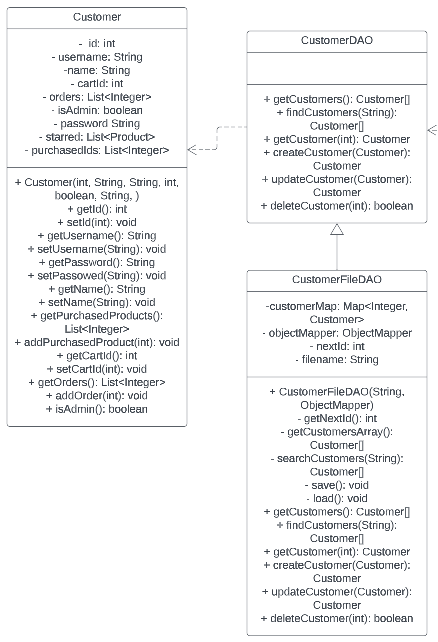 Customer
- id: int
- username: String
-name: String
- cartId: int
- orders: List<Integer>
- isAdmin: boolean
- password String
- starred: List<Product>
- purchasedIds: List<Integer>
+ Customer(int, String, String, int,
boolean, String, )
+ getId(): int
+ setId(int): void
+ getUsername(): String
+ setUsername(String): void
+ getPassword(): String
+ setPassowed(String): void
+ getName(); String
+ setName(String): void
+ getPurchasedProducts():
List<Integer>
+ addPurchasedProduct(int): void
+ getCartId(): int
+ setCartId(int): void
+ getOrders(): List<Integer>
+ addOrder(int): void
+ isAdmin(): boolean
CustomerDAO
+ getCustomers(): Customer[]
+ findCustomers(String):
Customer[]
+ getCustomer(int): Customer
+ createCustomer(Customer):
Customer
+ updateCustomer(Customer):
Customer
+ deleteCustomer(int): boolean
CustomerFileDAO
-customerMap: Map<Integer,
Customer>
- objectMapper: ObjectMapper
- nextId: int
- filename: String
+ CustomerFileDAO(String,
ObjectMapper)
- getNextId(): int
- getCustomersArray():
Customer[]
- searchCustomers(String):
Customer[]
- save(): void
- load(): void
+ getCustomers(): Customer[]
+ findCustomers(String):
Customer[]
+ getCustomer(int): Customer
+ createCustomer(Customer):
Customer
+ updateCustomer(Customer):
Customer
+ deleteCustomer(int): boolean